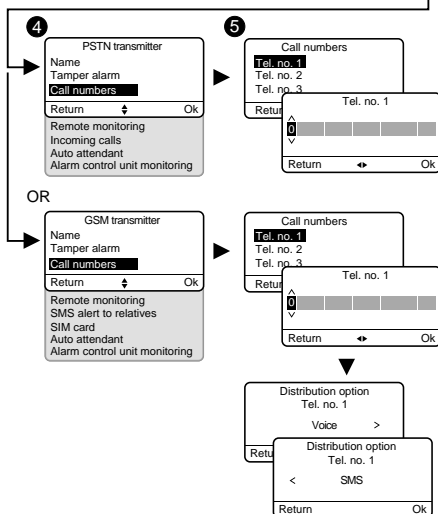 4
PSTN transmitter
Name
Tamper alarm
Call numbers
Return Ok
Remote monitoring
Incoming calls
Auto attendant
Alarm control unit monitoring
5
Call numbers
Tel. no. 1
Tel. no. 2
Tel. no. 3
Retur
Tel. no. 1
0
Return Ok
OR
GSM transmitter
Name
Tamper alarm
Call numbers
Return Ok
Remote monitoring
SMS alert to relatives
SIM card
Auto attendant
Alarm control unit monitoring
Call numbers
Tel. no. 1
Tel. no. 2
Tel. no. 3
Retur
Tel. no. 1
0
Return Ok
Distribution option
Tel. no. 1
Voice >
Retu
Distribution option
Tel. no. 1
< SMS
Return Ok